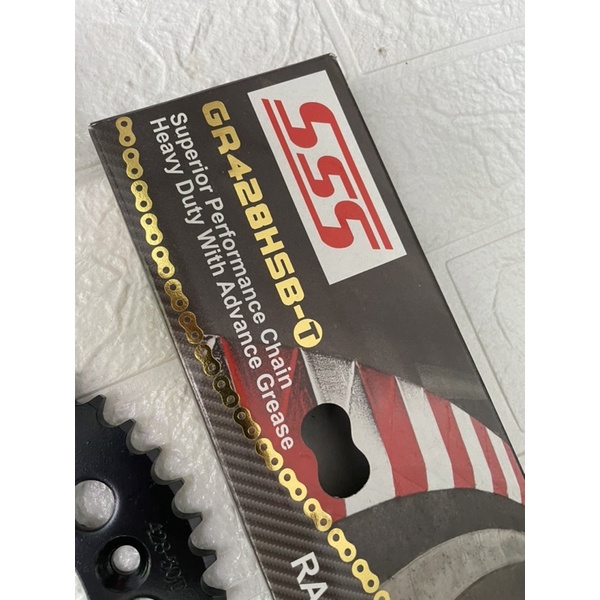 SSS
GR428HSB-T
Superior Performance Chain
Heavy Duty With Advance Grease
RA